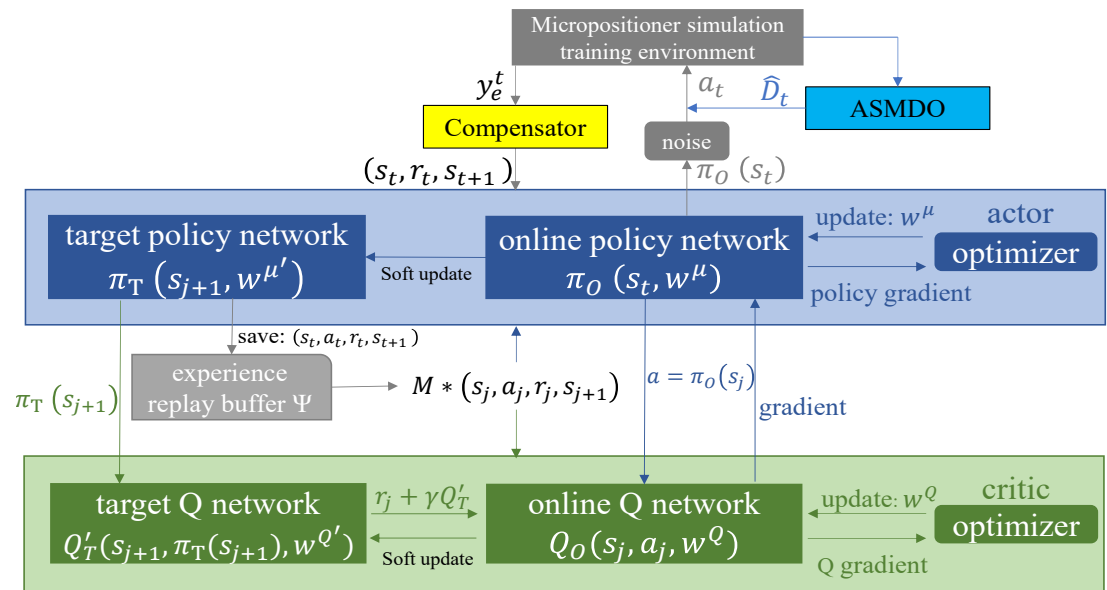 Micropositioner simulation
training environment
y_e^t
a_t
D̂_t
Compensator
ASMDO
noise
(s_t, r_t, s_{t+1})
π_O (s_t)
target policy network
π_T (s_{j+1}, w^{μ'})
Soft update
online policy network
π_O (s_t, w^μ)
update: w^μ
actor
optimizer
policy gradient
save: (s_t, a_t, r_t, s_{t+1})
experience
replay buffer Ψ
π_T (s_{j+1})
M * (s_j, a_j, r_j, s_{j+1})
a = π_O(s_j)
gradient
target Q network
Q'_T(s_{j+1}, π_T(s_{j+1}), w^{Q'})
r_j + γQ'_T
Soft update
online Q network
Q_O(s_j, a_j, w^Q)
update: w^Q
critic
optimizer
Q gradient